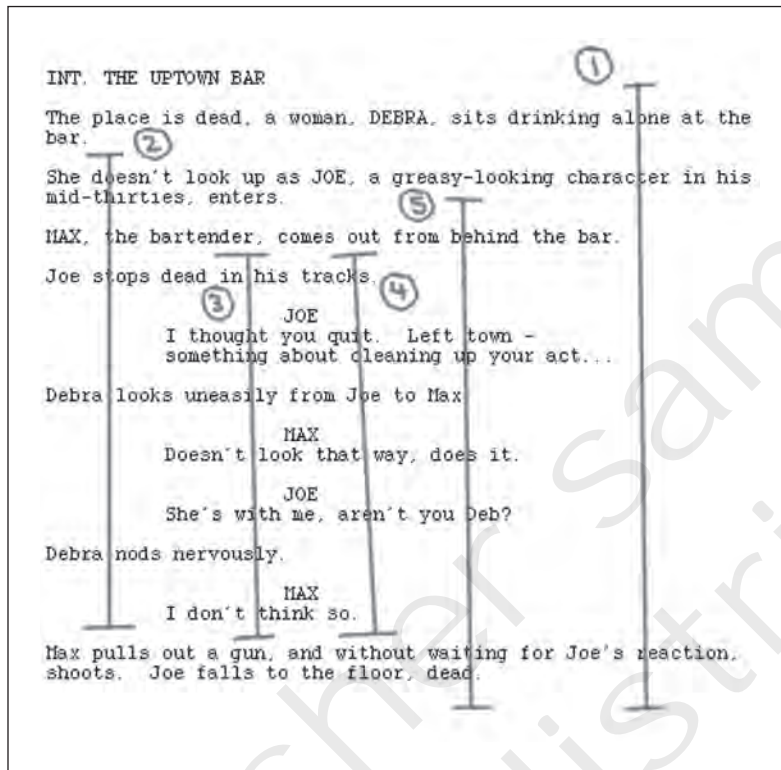 ①
INT. THE UPTOWN BAR
The place is dead, a woman, DEBRA, sits drinking alone at the
bar.
②
She doesn't look up as JOE, a greasy-looking character in his
mid-thirties, enters.
⑤
MAX, the bartender, comes out from behind the bar.
Joe stops dead in his tracks.
③
④
JOE
I thought you quit. Left town -
something about cleaning up your act...
Debra looks uneasily from Joe to Max
MAX
Doesn't look that way, does it.
JOE
She's with me, aren't you Deb?
Debra nods nervously.
MAX
I don't think so.
Max pulls out a gun, and without waiting for Joe's reaction,
shoots. Joe falls to the floor, dead.